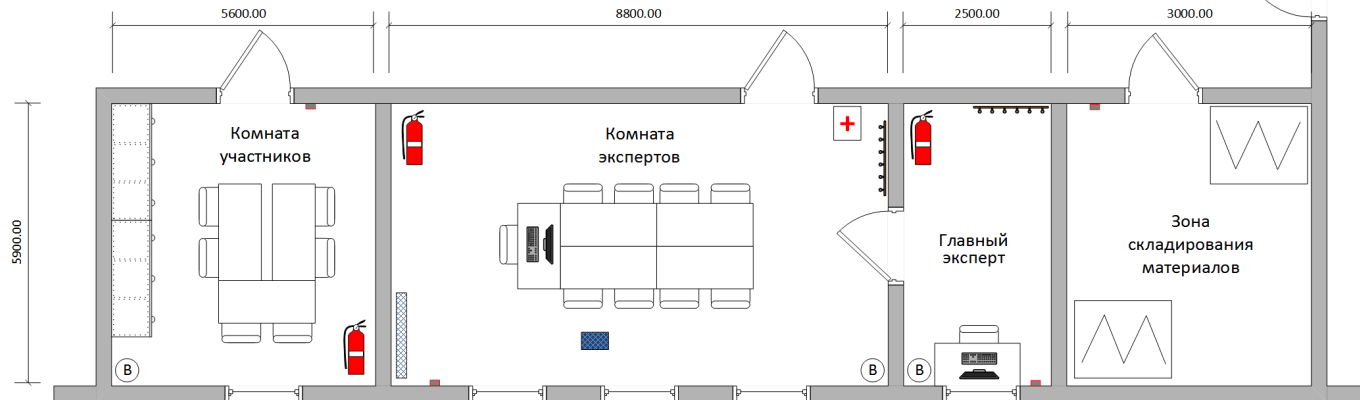 5600.00
8800.00
2500.00
3000.00
5900.00
Комната
участников
Комната
экспертов
Главный
эксперт
Зона
складирования
материалов
В
В
В